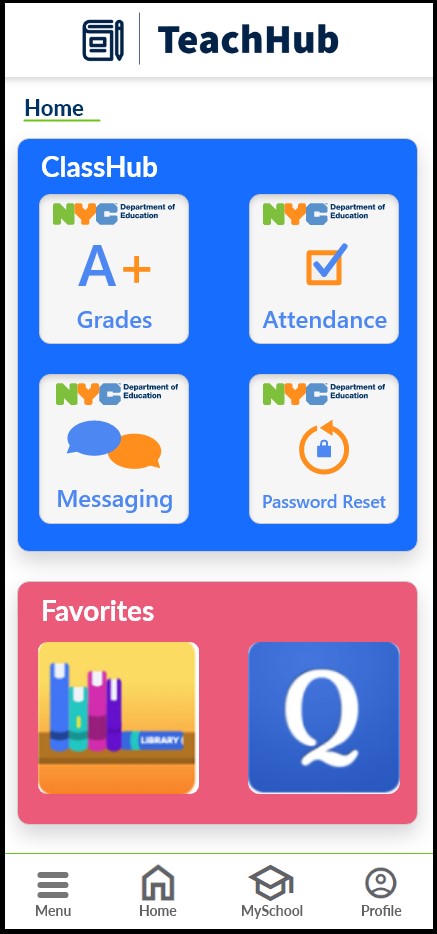 TeachHub
Home
ClassHub
NYC Department of
Education
A+
Grades
NYC Department of
Education
Attendance
NYC Department of
Education
Messaging
NYC Department of
Education
Password Reset
Favorites
LIBRARY
Q
Menu
Home
MySchool
Profile